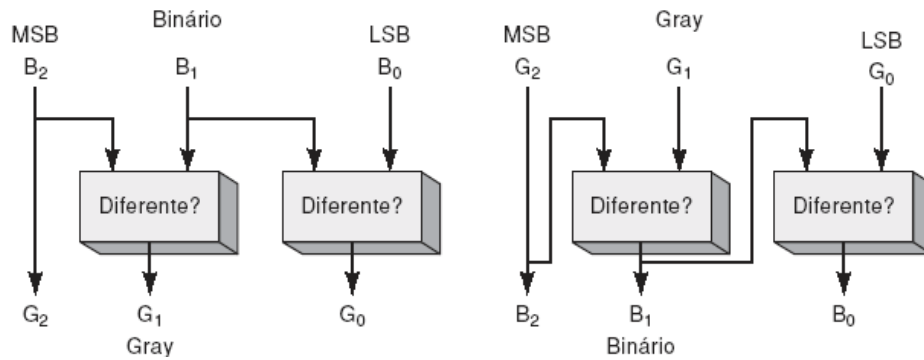 Binário
MSB LSB
B₂ B₁ B₀
Diferente? Diferente?
G₂ G₁ G₀
Gray
Gray
MSB LSB
G₂ G₁ G₀
Diferente? Diferente?
B₂ B₁ B₀
Binário